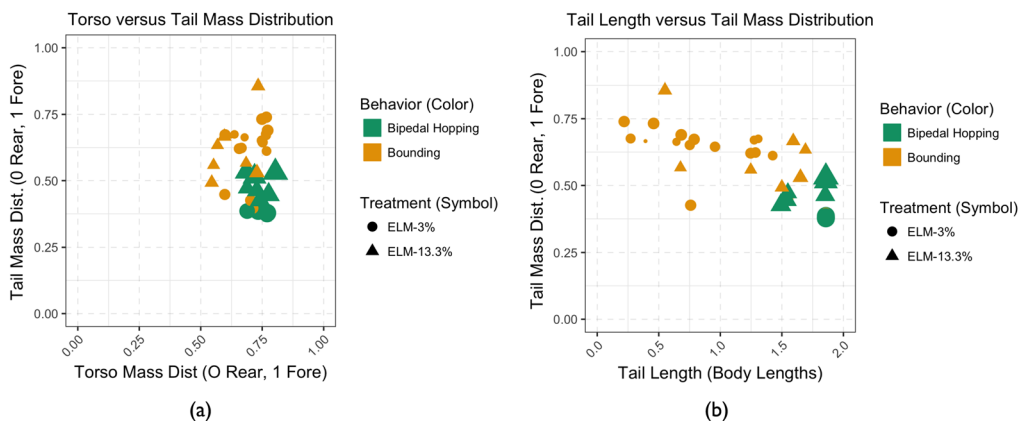 Torso versus Tail Mass Distribution
Tail Mass Dist. (0 Rear, 1 Fore)
1.00
0.75
0.50
0.25
0.00
0.00
0.25
0.50
0.75
1.00
Torso Mass Dist (O Rear, 1 Fore)
Behavior (Color)
Bipedal Hopping
Bounding
Treatment (Symbol)
ELM-3%
ELM-13.3%
(a)
Tail Length versus Tail Mass Distribution
Tail Mass Dist. (0 Rear, 1 Fore)
1.00
0.75
0.50
0.25
0.00
0.0
0.5
1.0
1.5
2.0
Tail Length (Body Lengths)
Behavior (Color)
Bipedal Hopping
Bounding
Treatment (Symbol)
ELM-3%
ELM-13.3%
(b)